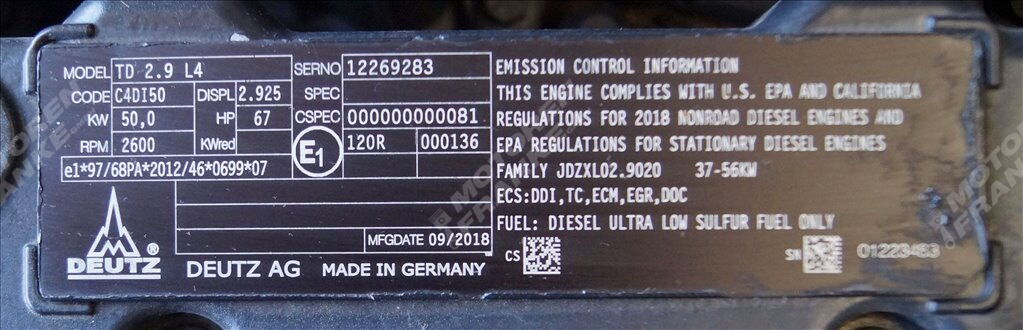 MODEL TD 2.9 L4 SERNO 12269283
CODE C4DI50 DISPL 2.925 SPEC
KW 50,0 HP 67 CSPEC 000000000081
RPM 2600 KWred E1 120R 000136
e1*97/68PA*2012/46*0699*07
MFGDATE 09/2018
DEUTZ ® DEUTZ AG MADE IN GERMANY
EMISSION CONTROL INFORMATION
THIS ENGINE COMPLIES WITH U.S. EPA AND CALIFORNIA
REGULATIONS FOR 2018 NONROAD DIESEL ENGINES AND
EPA REGULATIONS FOR STATIONARY DIESEL ENGINES
FAMILY JDZXL02.9020 37-56KW
ECS:DDI,TC,ECM,EGR,DOC
FUEL: DIESEL ULTRA LOW SULFUR FUEL ONLY
CS SN 01223483
MOTOREN
FRANKE